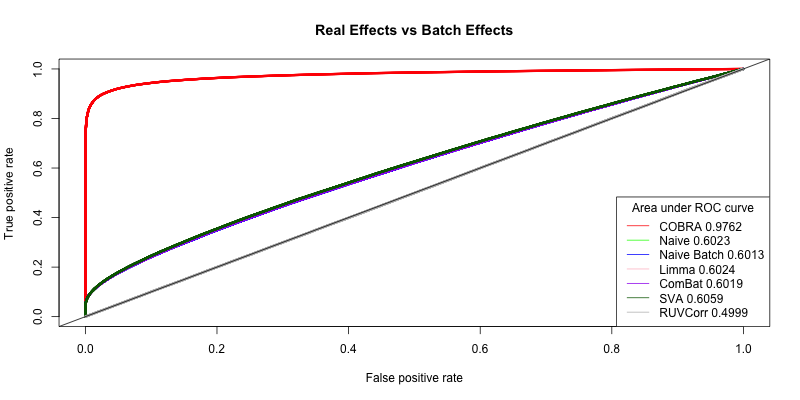 Real Effects vs Batch Effects
True positive rate
1.0
0.8
0.6
0.4
0.2
0.0
Area under ROC curve
COBRA 0.9762
Naive 0.6023
Naive Batch 0.6013
Limma 0.6024
ComBat 0.6019
SVA 0.6059
RUVCorr 0.4999
0.0 0.2 0.4 0.6 0.8 1.0
False positive rate